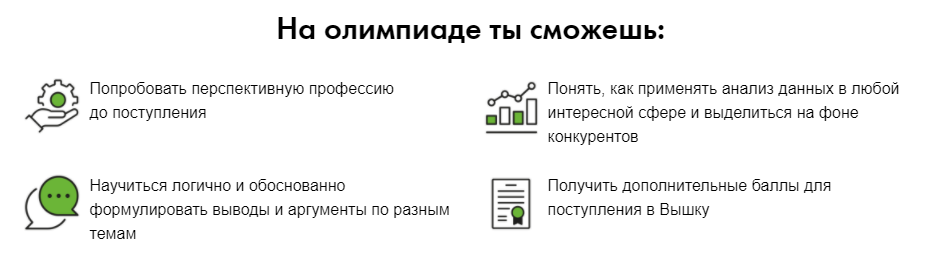 На олимпиаде ты сможешь:
Попробовать перспективную профессию
до поступления
Понять, как применять анализ данных в любой
интересной сфере и выделиться на фоне
конкурентов
Научиться логично и обоснованно
формулировать выводы и аргументы по разным
темам
Получить дополнительные баллы для
поступления в Вышку